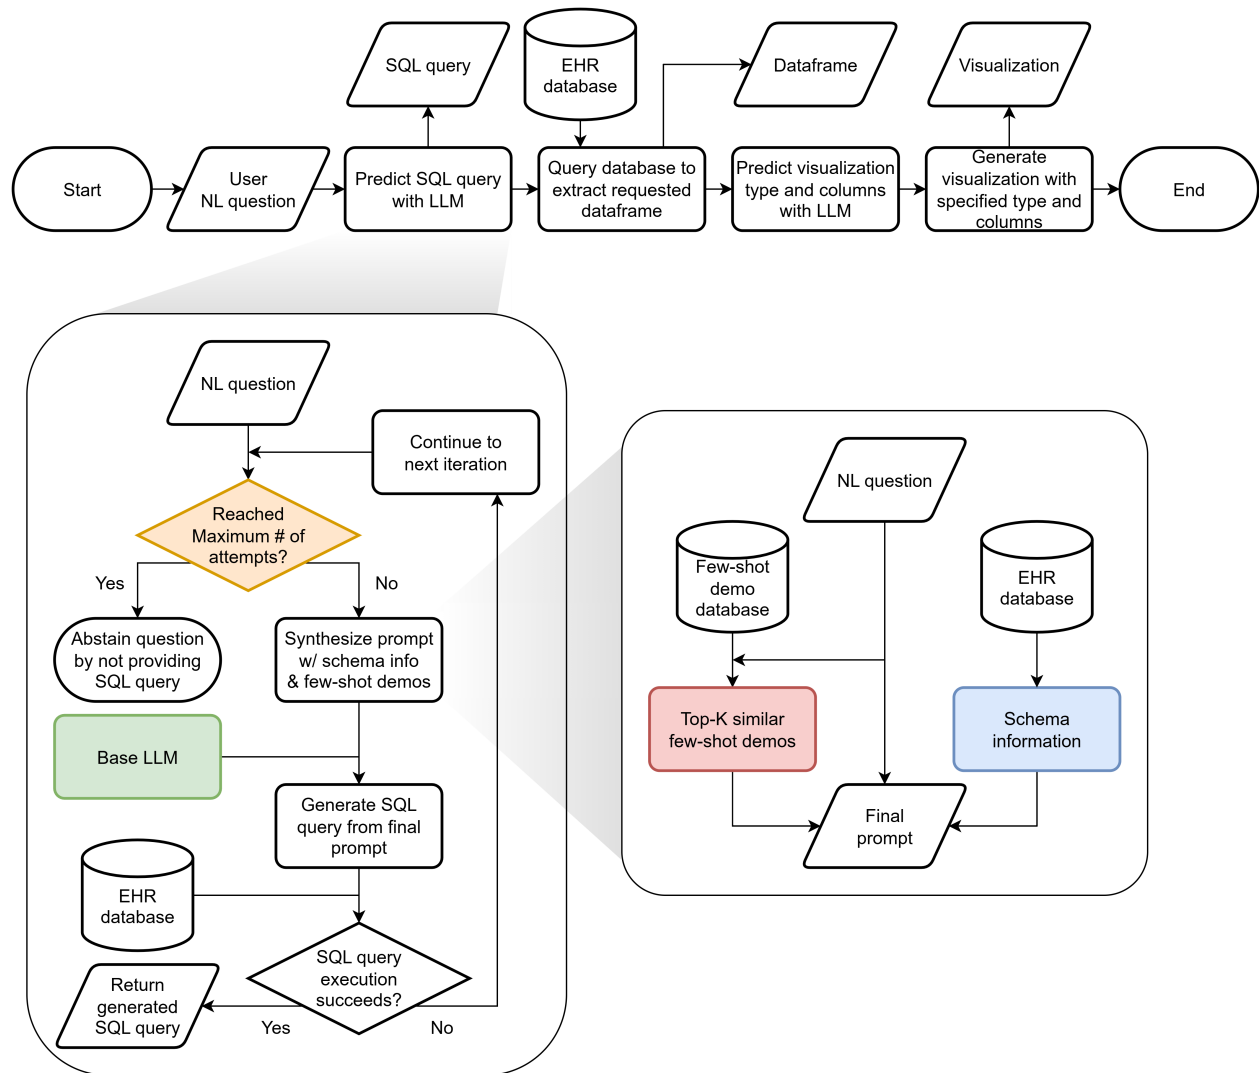 SQL query
EHR
database
Dataframe
Visualization
Start
User
NL question
Predict SQL query
with LLM
Query database to
extract requested
dataframe
Predict visualization
type and columns
with LLM
Generate
visualization with
specified type and
columns
End
NL question
Continue to
next iteration
Reached
Maximum # of
attempts?
Yes
No
Abstain question
by not providing
SQL query
Synthesize prompt
w/ schema info
& few-shot demos
Base LLM
Generate SQL
query from final
prompt
EHR
database
SQL query
execution
succeeds?
Return
generated
SQL query
Yes
No
NL question
Few-shot
demo
database
EHR
database
Top-K similar
few-shot demos
Schema
information
Final
prompt